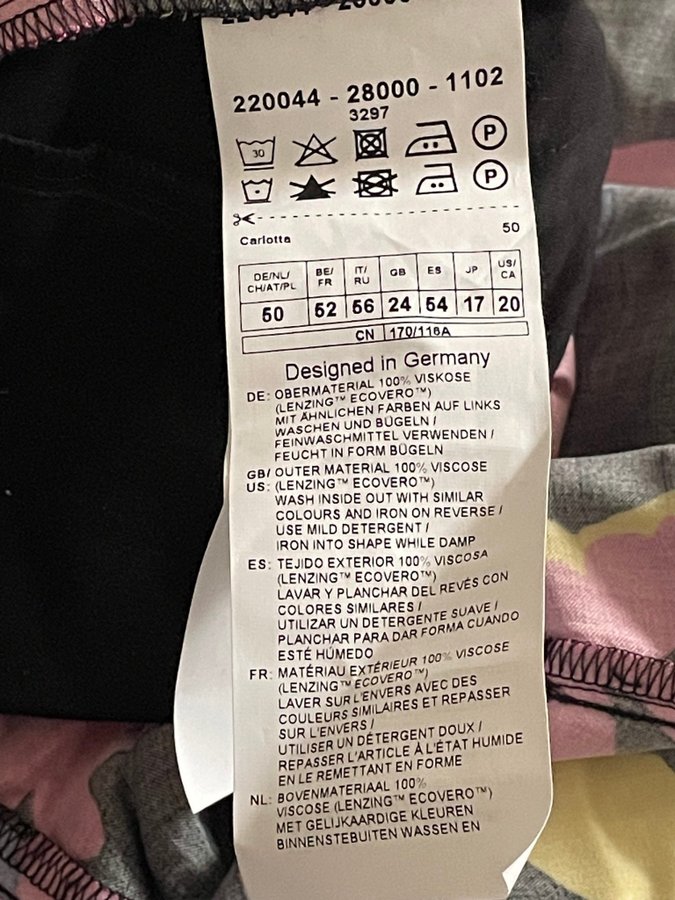 220044 - 28000 - 1102
3297
30
P
P
Carlotta
50
DE/NL/ CH/AT/PL BE/ FR IT/ RU GB ES JP US/ CA
50 52 56 24 54 17 20
CN 170/116A
Designed in Germany
DE: OBERMATERIAL 100% VISKOSE
(LENZING™ ECOVERO™)
MIT ÄHNLICHEN FARBEN AUF LINKS
WASCHEN UND BÜGELN /
FEINWASCHMITTEL VERWENDEN /
FEUCHT IN FORM BÜGELN
GB/ OUTER MATERIAL 100% VISCOSE
US: (LENZING™ ECOVERO™)
WASH INSIDE OUT WITH SIMILAR
COLOURS AND IRON ON REVERSE /
USE MILD DETERGENT /
IRON INTO SHAPE WHILE DAMP
ES: TEJIDO EXTERIOR 100% VISCOSA
(LENZING™ ECOVERO™)
LAVAR Y PLANCHAR DEL REVÉS CON
COLORES SIMILARES /
UTILIZAR UN DETERGENTE SUAVE /
PLANCHAR PARA DAR FORMA CUANDO
ESTÉ HÚMEDO
FR: MATÉRIAU EXTÉRIEUR 100% VISCOSE
(LENZING™ ECOVERO™)
LAVER SUR L'ENVERS AVEC DES
COULEURS SIMILAIRES ET REPASSER
SUR L'ENVERS /
UTILISER UN DÉTERGENT DOUX /
REPASSER L'ARTICLE À L'ÉTAT HUMIDE
EN LE REMETTANT EN FORME
NL: BOVENMATERIAAL 100%
VISCOSE (LENZING™ ECOVERO™)
MET GELIJKAARDIGE KLEUREN
BINNENSTEBUITEN WASSEN EN